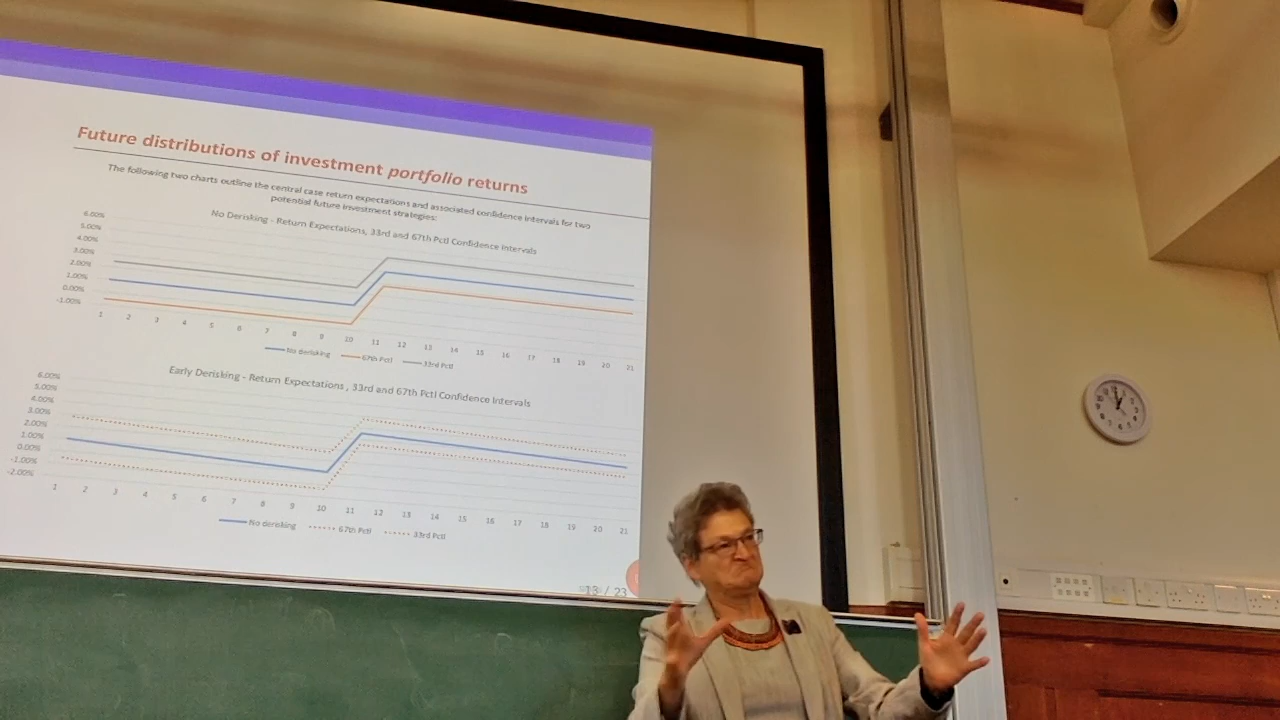 Future distributions of investment portfolio returns
The following two charts outline the central case return expectations and associated confidence intervals for two
potential future investment strategies:
No Derisking - Return Expectations, 33rd and 67th Pctl Confidence Intervals
6.00%
5.00%
4.00%
3.00%
2.00%
1.00%
0.00%
-1.00%
1 2 3 4 5 6 7 8 9 10 11 12 13 14 15 16 17 18 19 20 21
No derisking 67th Pctl 33rd Pctl
Early Derisking - Return Expectations , 33rd and 67th Pctl Confidence Intervals
6.00%
5.00%
4.00%
3.00%
2.00%
1.00%
0.00%
-1.00%
-2.00%
1 2 3 4 5 6 7 8 9 10 11 12 13 14 15 16 17 18 19 20 21
No derisking 67th Pctl 33rd Pctl
13 / 23